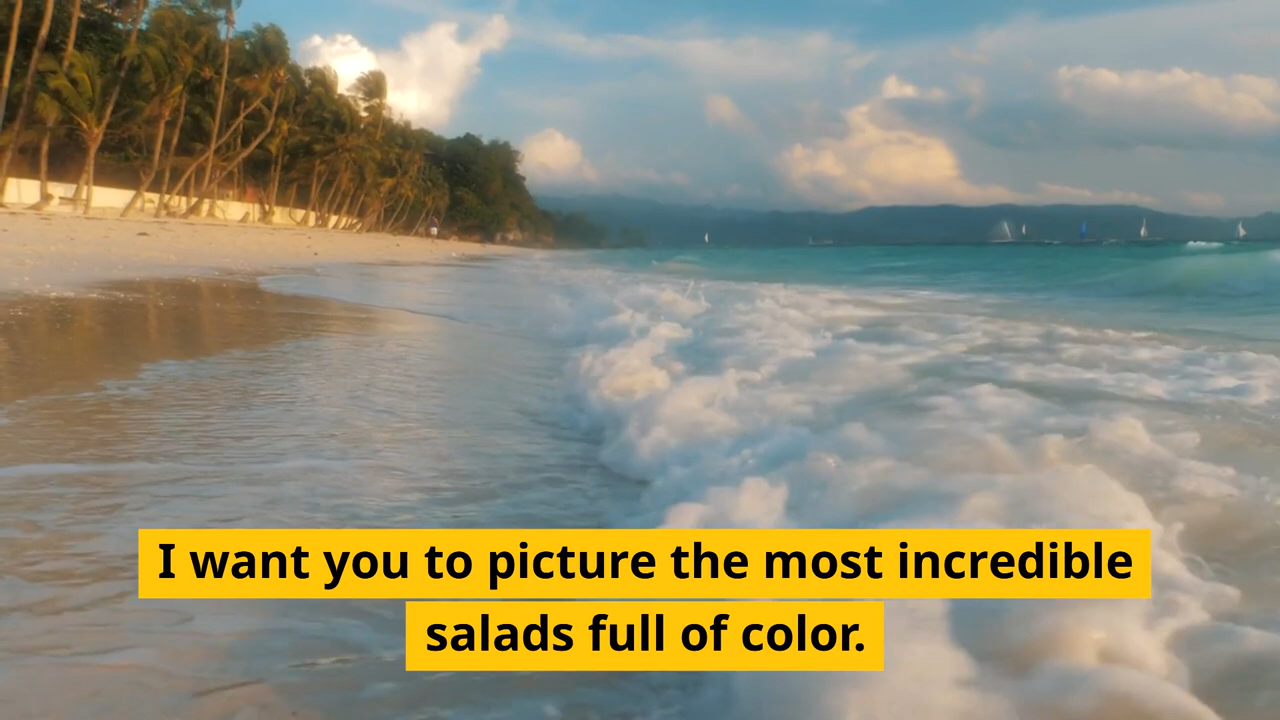 I want you to picture the most incredible
salads full of color.